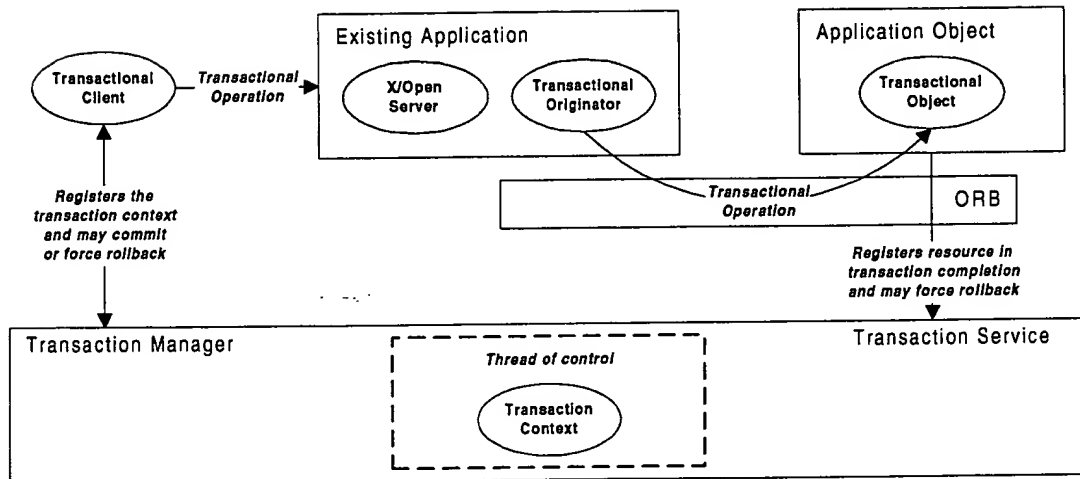 Existing Application
Application Object
Transactional
Client
Transactional
Operation
X/Open
Server
Transactional
Originator
Transactional
Object
Transactional
Operation
ORB
Registers the
transaction context
and may commit
or force rollback
Registers resource in
transaction completion
and may force rollback
Transaction Manager
Transaction Service
Thread of control
Transaction
Context